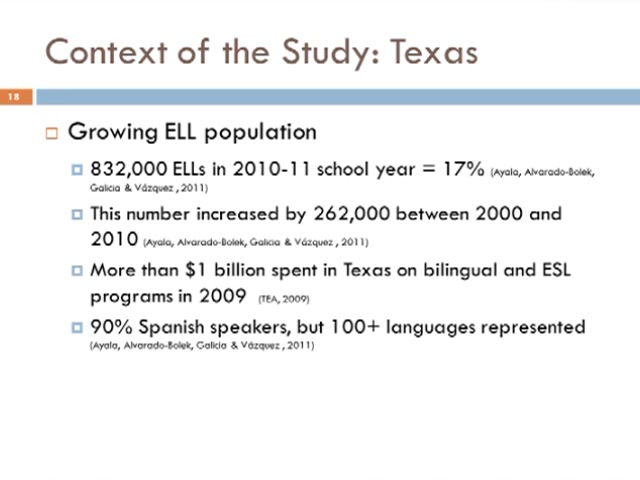 Context of the Study: Texas
18
Growing ELL population
832,000 ELLs in 2010-11 school year = 17% (Ayala, Alvarado-Bolek,
Galicia & Vázquez , 2011)
This number increased by 262,000 between 2000 and
2010 (Ayala, Alvarado-Bolek, Galicia & Vázquez , 2011)
More than $1 billion spent in Texas on bilingual and ESL
programs in 2009 (TEA, 2009)
90% Spanish speakers, but 100+ languages represented
(Ayala, Alvarado-Bolek, Galicia & Vázquez , 2011)